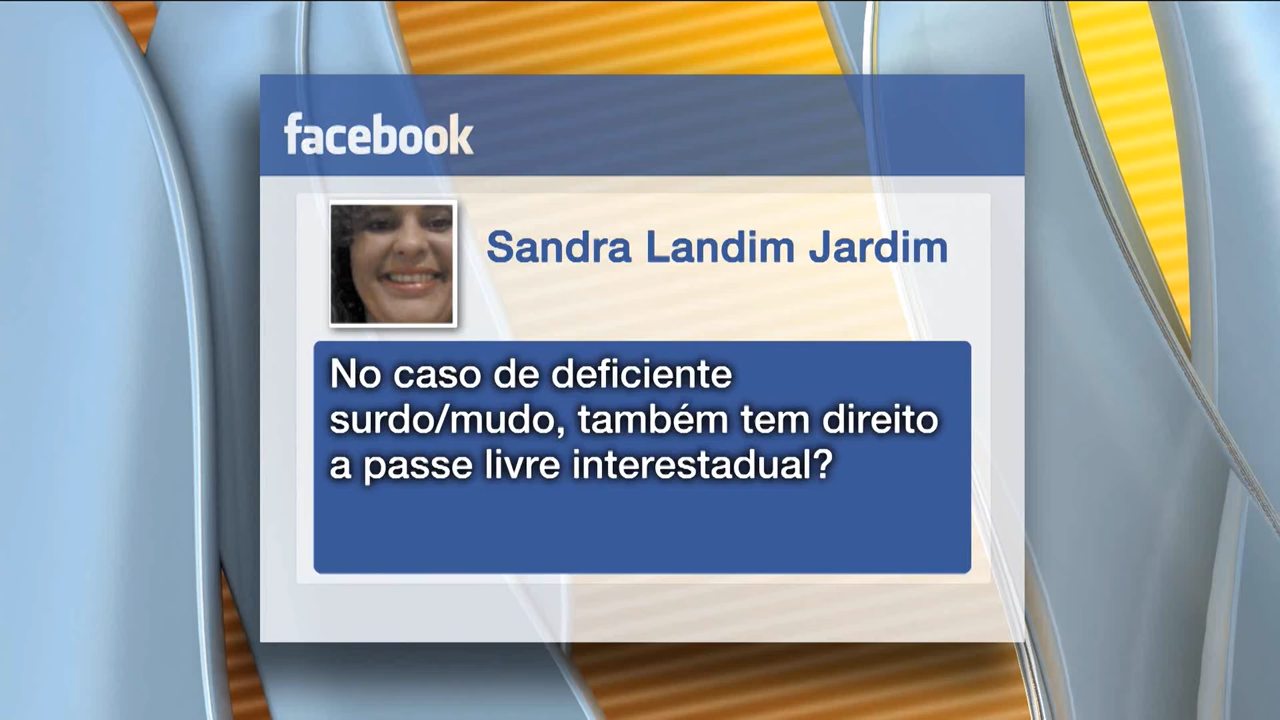 facebook
Sandra Landim Jardim
No caso de deficiente
surdo/mudo, também tem direito
a passe livre interestadual?